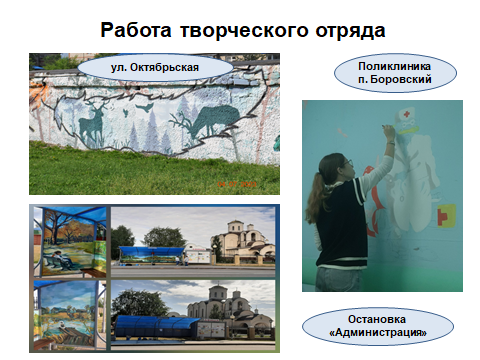 Работа творческого отряда
ул. Октябрьская
Поликлиника
п. Боровский
Остановка
«Администрация»